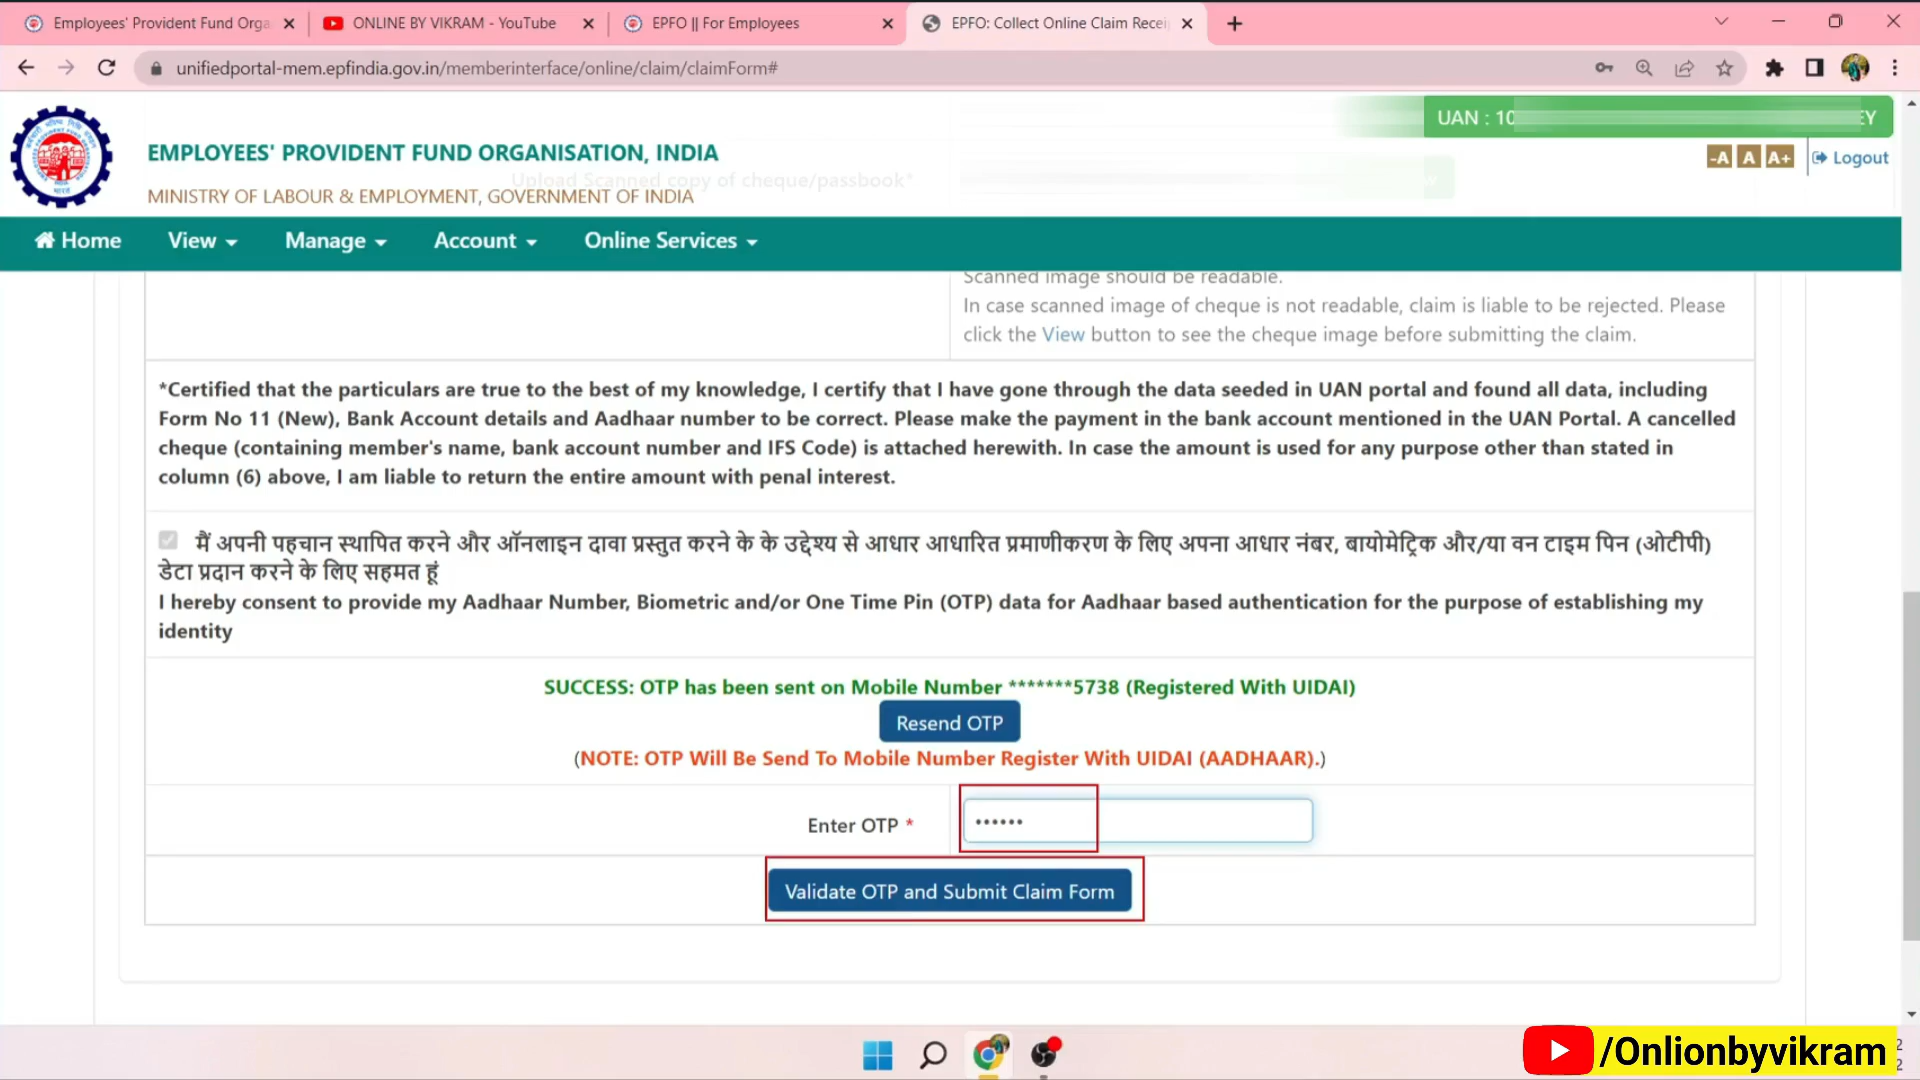 Employees' Provident Fund Orga
ONLINE BY VIKRAM - YouTube
EPFO || For Employees
EPFO: Collect Online Claim Recei
unifiedportal-mem.epfindia.gov.in/memberinterface/online/claim/claimForm#
UAN : 10
EY
EMPLOYEES' PROVIDENT FUND ORGANISATION, INDIA
-A A A+ Logout
Upload Scanned copy of cheque/passbook*
MINISTRY OF LABOUR & EMPLOYMENT, GOVERNMENT OF INDIA
Home View Manage Account Online Services
Scanned image should be readable.
In case scanned image of cheque is not readable, claim is liable to be rejected. Please
click the View button to see the cheque image before submitting the claim.
*Certified that the particulars are true to the best of my knowledge, I certify that I have gone through the data seeded in UAN portal and found all data, including
Form No 11 (New), Bank Account details and Aadhaar number to be correct. Please make the payment in the bank account mentioned in the UAN Portal. A cancelled
cheque (containing member's name, bank account number and IFS Code) is attached herewith. In case the amount is used for any purpose other than stated in
column (6) above, I am liable to return the entire amount with penal interest.
मैं अपनी पहचान स्थापित करने और ऑनलाइन दावा प्रस्तुत करने के के उद्देश्य से आधार आधारित प्रमाणीकरण के लिए अपना आधार नंबर, बायोमेट्रिक और/या वन टाइम पिन (ओटीपी)
डेटा प्रदान करने के लिए सहमत हूं
I hereby consent to provide my Aadhaar Number, Biometric and/or One Time Pin (OTP) data for Aadhaar based authentication for the purpose of establishing my
identity
SUCCESS: OTP has been sent on Mobile Number *******5738 (Registered With UIDAI)
Resend OTP
(NOTE: OTP Will Be Send To Mobile Number Register With UIDAI (AADHAAR).)
Enter OTP * ••••••
Validate OTP and Submit Claim Form
/Onlionbyvikram